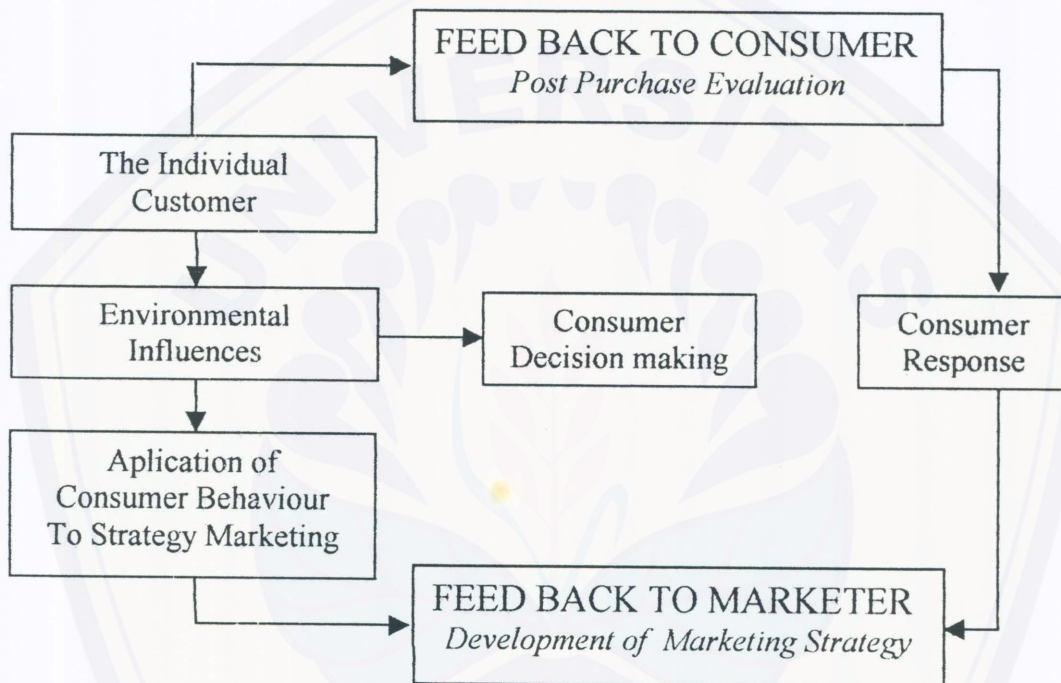 FEED BACK TO CONSUMER
Post Purchase Evaluation
The Individual
Customer
Environmental
Influences
Consumer
Decision making
Consumer
Response
Aplication of
Consumer Behaviour
To Strategy Marketing
FEED BACK TO MARKETER
Development of Marketing Strategy
UNIVERSITAS